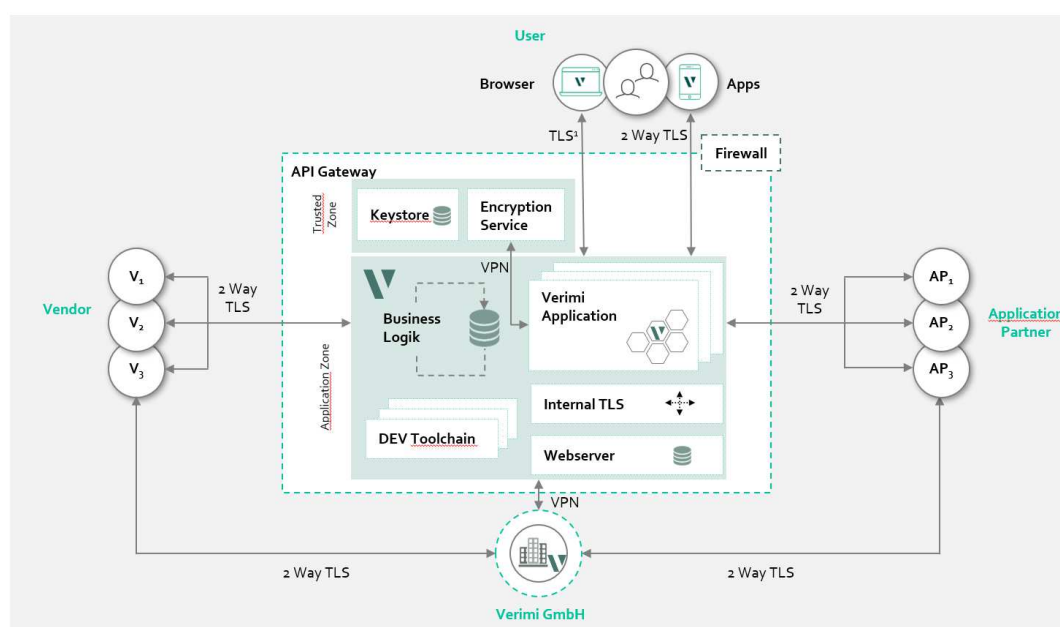 User
Browser
Apps
TLS¹
2 Way TLS
Firewall
API Gateway
Trusted
Zone
Keystore
Encryption
Service
VPN
V1
V2
V3
Vendor
2 Way
TLS
Business
Logik
Verimi
Application
2 Way
TLS
AP1
AP2
AP3
Application
Partner
Application Zone
Internal TLS
DEV Toolchain
Webserver
VPN
2 Way TLS
2 Way TLS
Verimi GmbH